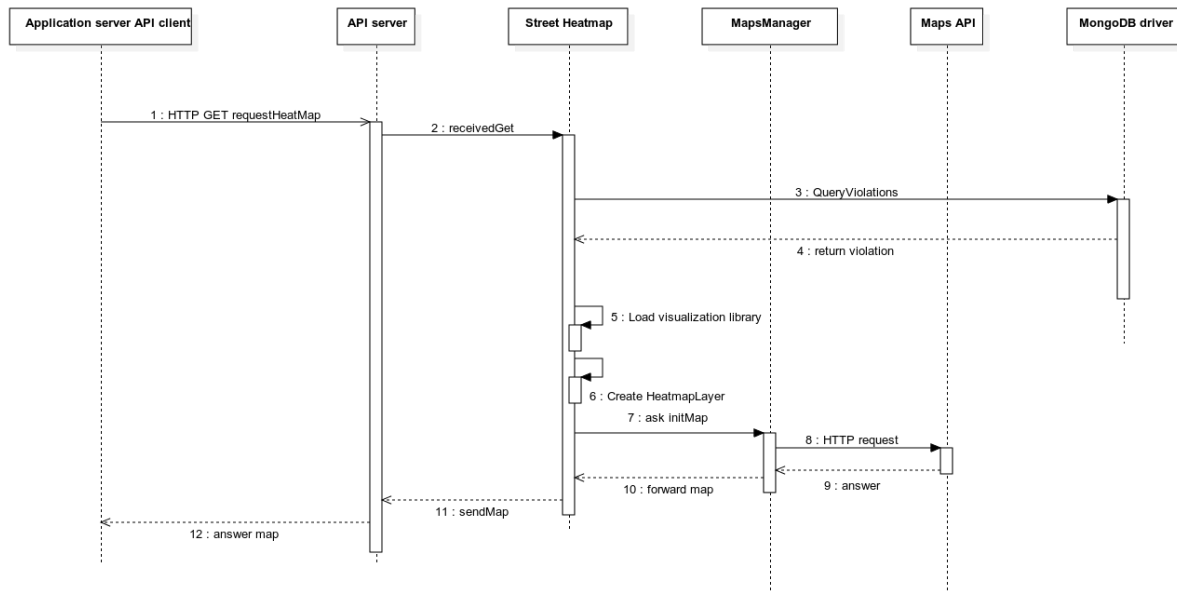 Application server API client
API server
Street Heatmap
MapsManager
Maps API
MongoDB driver
1 : HTTP GET requestHeatMap
2 : receivedGet
3 : QueryViolations
4 : return violation
5 : Load visualization library
6 : Create HeatmapLayer
7 : ask initMap
8 : HTTP request
9 : answer
10 : forward map
11 : sendMap
12 : answer map